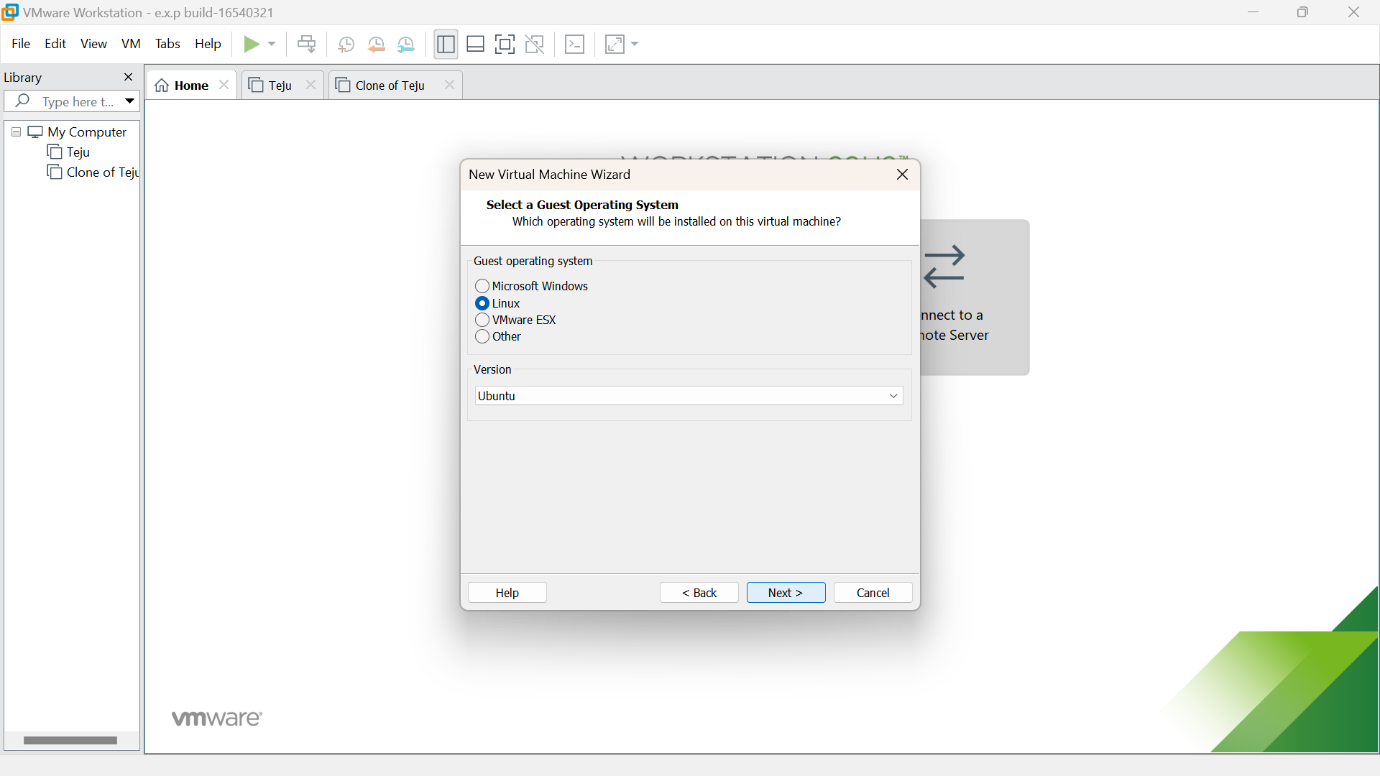 VMware Workstation - e.x.p build-16540321
File Edit View VM Tabs Help
Library
Home
Teju
Clone of Teju
Type here t...
My Computer
Teju
Clone of Teju
New Virtual Machine Wizard
Select a Guest Operating System
Which operating system will be installed on this virtual machine?
Guest operating system
Microsoft Windows
Linux
VMware ESX
Other
nnect to a
ote Server
Version
Ubuntu
Help
< Back
Next >
Cancel
vmware®